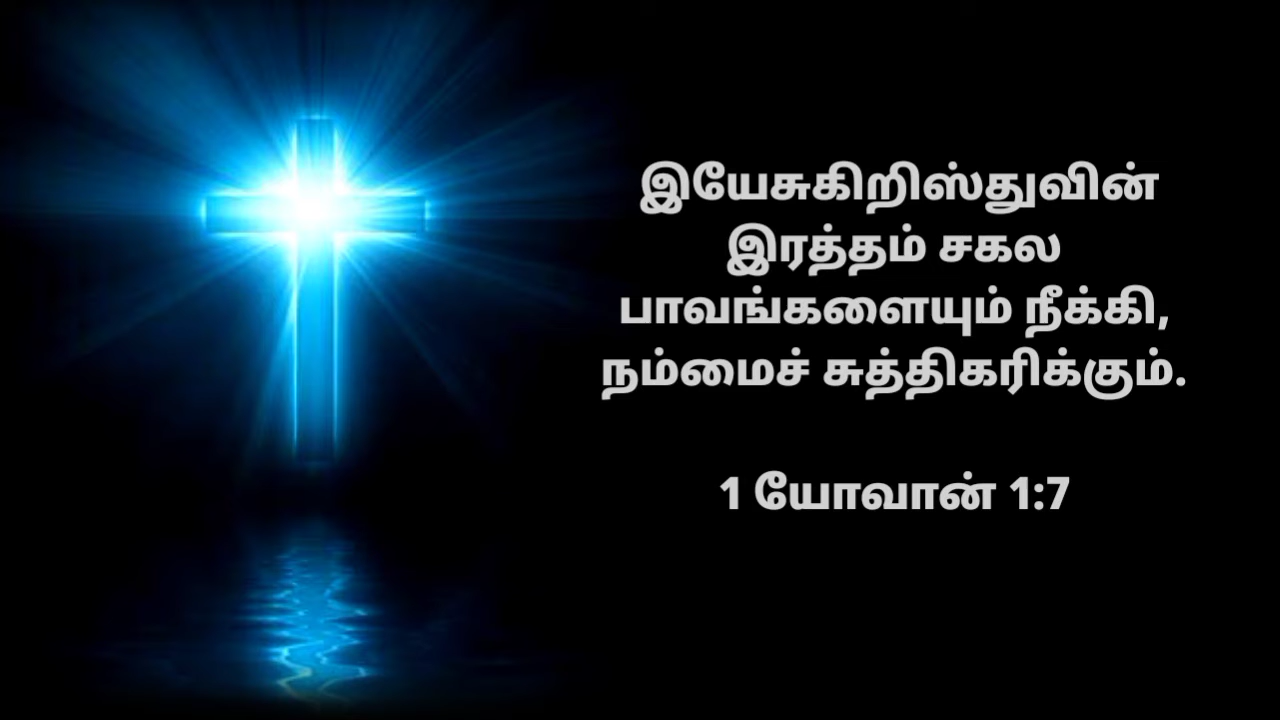 இயேசுகிறிஸ்துவின்
இரத்தம் சகல
பாவங்களையும் நீக்கி,
நம்மைச் சுத்திகரிக்கும்.
1 யோவான் 1:7